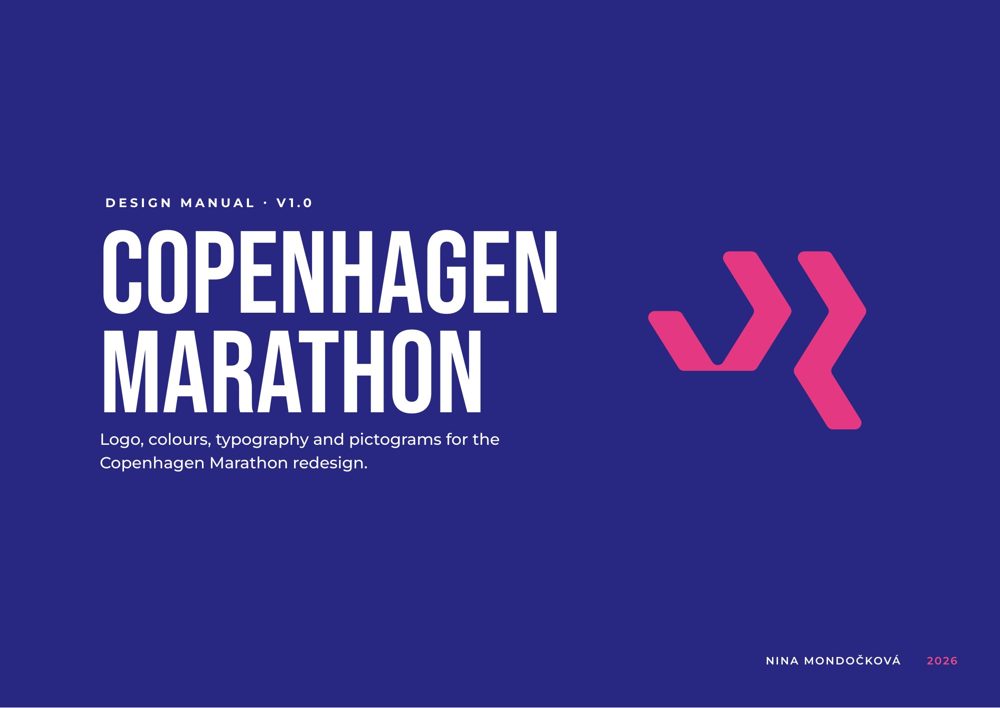 DESIGN MANUAL · V1.0
COPENHAGEN
MARATHON
Logo, colours, typography and pictograms for the
Copenhagen Marathon redesign.
NINA MONDOČKOVÁ 2026